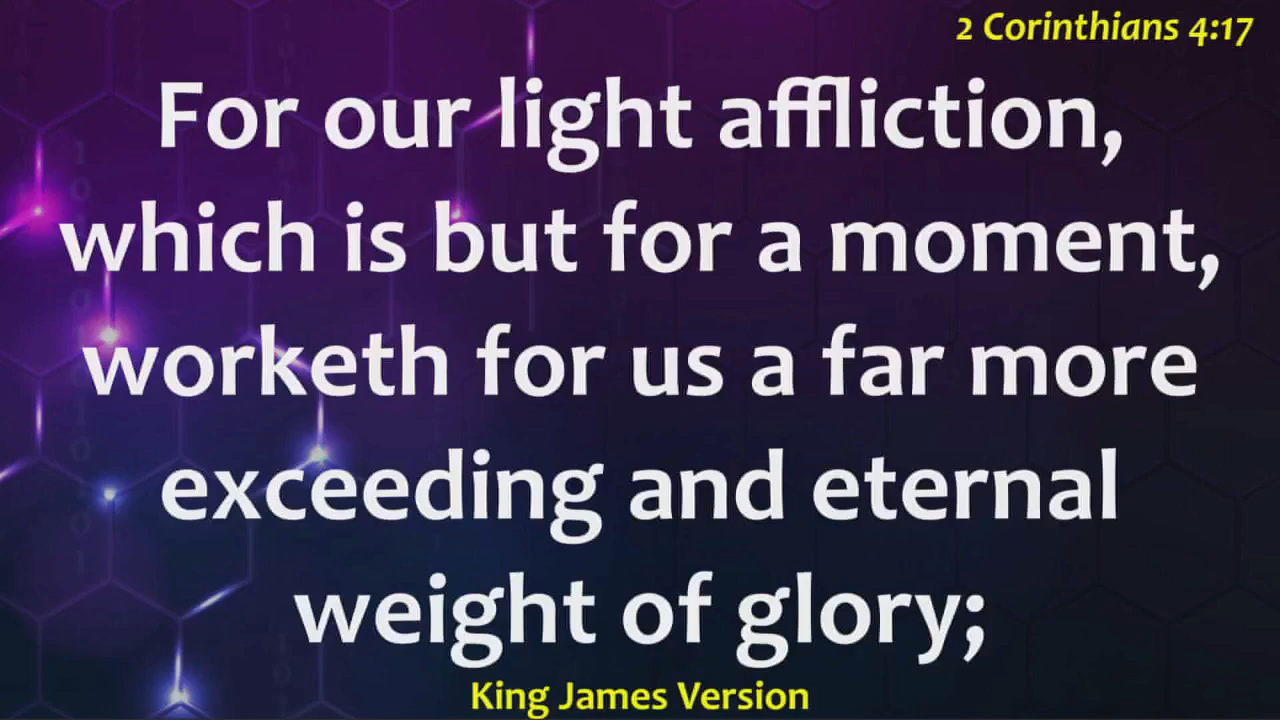 2 Corinthians 4:17
For our light affliction,
which is but for a moment,
worketh for us a far more
exceeding and eternal
weight of glory;
King James Version